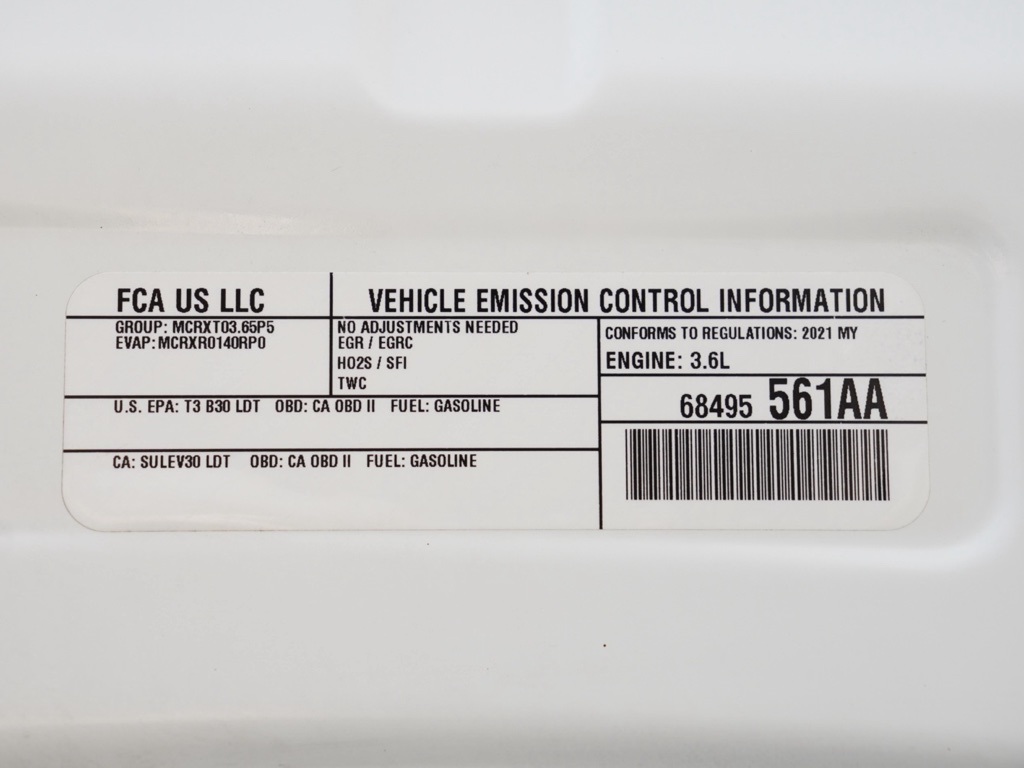 FCA US LLC
VEHICLE EMISSION CONTROL INFORMATION
GROUP: MCRXT03.65P5
EVAP: MCRXR0140RP0
NO ADJUSTMENTS NEEDED
EGR / EGRC
HO2S / SFI
TWC
CONFORMS TO REGULATIONS: 2021 MY
ENGINE: 3.6L
68495 561AA
U.S. EPA: T3 B30 LDT OBD: CA OBD II FUEL: GASOLINE
CA: SULEV30 LDT OBD: CA OBD II FUEL: GASOLINE